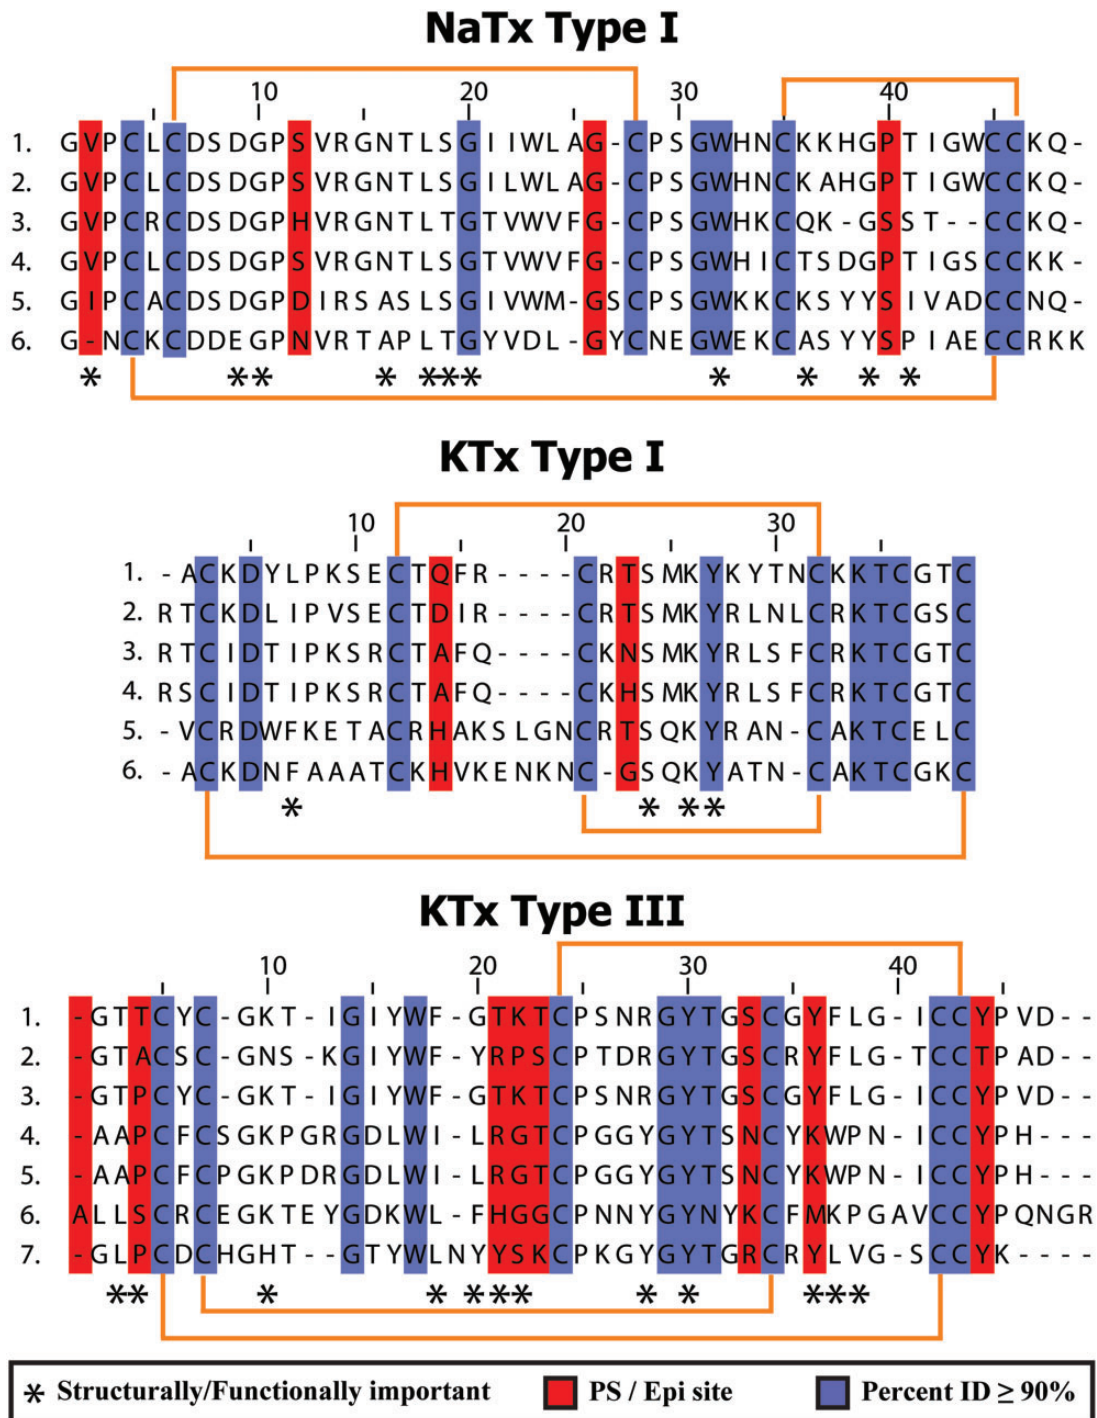 NaTx Type I
10 20 30 40
1. GVPCLCDSDGPSVRGNTLSGIIWLAG-CPSGWHNCKKHGPTIGWCCKQ-
2. GVPCLCDSDGPSVRGNTLSGILWLAG-CPSGWHNCKAHGPTIGWCCKQ-
3. GVPCRCDSDGPHVRGNTLTGTVWVFG-CPSGWHKCQK-GSST--CCKQ-
4. GVPCLCDSDGPSVRGNTLSGTVWVFG-CPSGWHICTSDGPTIGSCCKK-
5. GIPCACDSDGPDIRSASLSGIVWM-GSCPSGWKKCKSYYSIVADCCNQ-
6. G-NCKCDDEGPNVRTAPLTGYVDL-GYCNEGWEKCASYYSPIAECCRKK
* ** * *** * * * *
KTx Type I
10 20 30
1. -ACKDYLPKSECTQFR----CRTSMKYKYTNCKKTCGTC
2. RTCKDLIPVSECTDIR----CRTSMKYRLNLCRKTCGSC
3. RTCIDTIPKSRCTAFQ----CKNSMKYRLSFCRKTCGTC
4. RSCIDTIPKSRCTAFQ----CKHSMKYRLSFCRKTCGTC
5. -VCRDWFKETACRHAKSLGNCRTSQKYRAN-CAKTCELC
6. -ACKDNFAAATCKHVKENKNC-GSQKYATN-CAKTCGKC
* * **
KTx Type III
10 20 30 40
1. -GTTCYC-GKT-IGIYWF-GTKTCPSNRGYTGSCGYFLG-ICCYPVD--
2. -GTACSC-GNS-KGIYWF-YRPSCPTDRGYTGSCRYFLG-TCCTPAD--
3. -GTPCYC-GKT-IGIYWF-GTKTCPSNRGYTGSCGYFLG-ICCYPVD--
4. -AAPCFCSGKPGRGDLWI-LRGTCPGGYGYTSNCYKWPN-ICCYPH---
5. -AAPCFCPGKPDRGDLWI-LRGTCPGGYGYTSNCYKWPN-ICCYPH---
6. ALLSCRCEGKTEYGDKWL-FHGGCPNNYGYNYKCFMKPGAVCCYPQNGR
7. -GLPCDCHGHT--GTYWLNYYSKCPKGYGYTGRCRYLVG-SCCYK----
** * * *** * * ***
* Structurally/Functionally important PS / Epi site Percent ID ≥ 90%